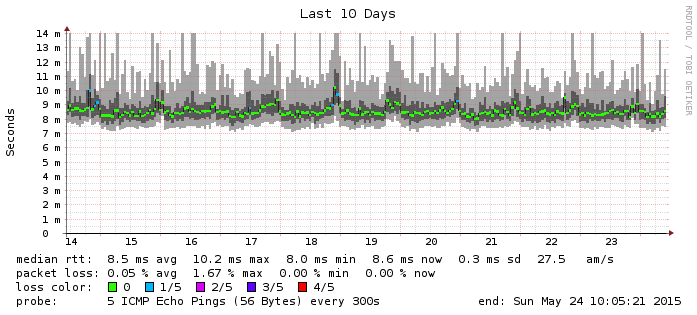 Last 10 Days
RRDTOOL / TOBI OETIKER
Seconds
14 m
13 m
12 m
11 m
10 m
9 m
8 m
7 m
6 m
5 m
4 m
3 m
2 m
1 m
0
14 15 16 17 18 19 20 21 22 23
median rtt: 8.5 ms avg 10.2 ms max 8.0 ms min 8.6 ms now 0.3 ms sd 27.5 am/s
packet loss: 0.05 % avg 1.67 % max 0.00 % min 0.00 % now
loss color: 0 1/5 2/5 3/5 4/5
probe: 5 ICMP Echo Pings (56 Bytes) every 300s end: Sun May 24 10:05:21 2015